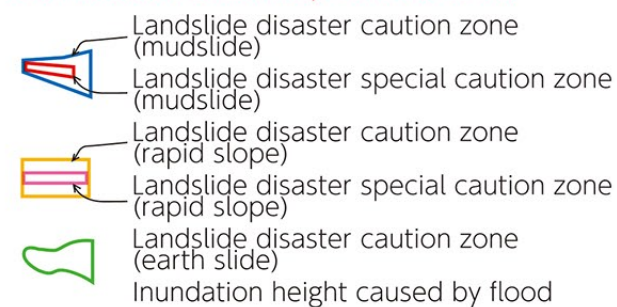 Landslide disaster caution zone
(mudslide)
Landslide disaster special caution zone
(mudslide)
Landslide disaster caution zone
(rapid slope)
Landslide disaster special caution zone
(rapid slope)
Landslide disaster caution zone
(earth slide)
Inundation height caused by flood